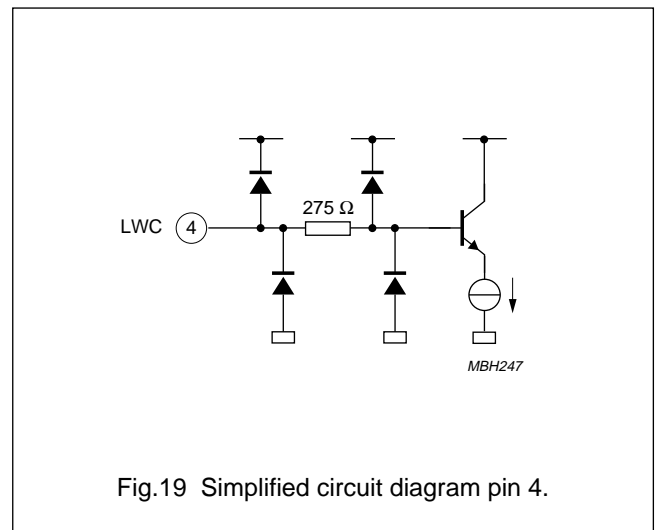 275 Ω
LWC 4
MBH247
Fig.19 Simplified circuit diagram pin 4.